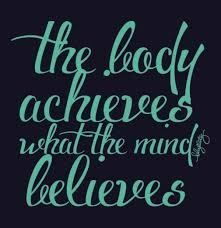 the body
achieves
what the mind
believes